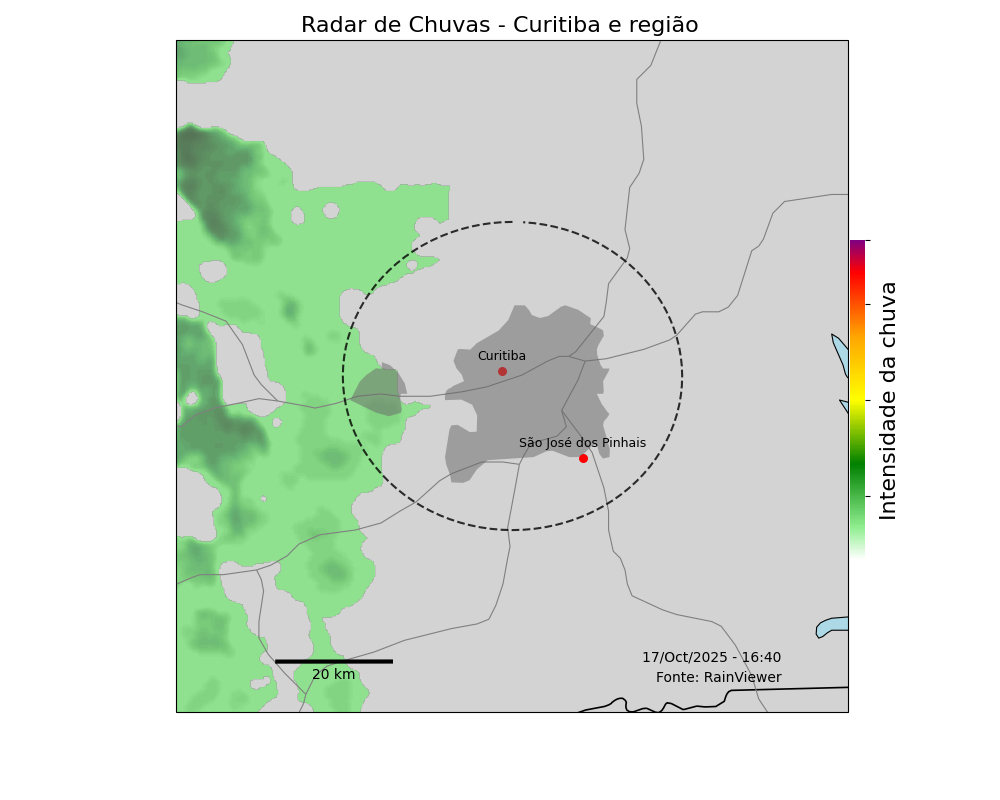 Radar de Chuvas - Curitiba e região
Curitiba
São José dos Pinhais
Intensidade da chuva
17/Oct/2025 - 16:40
Fonte: RainViewer
20 km